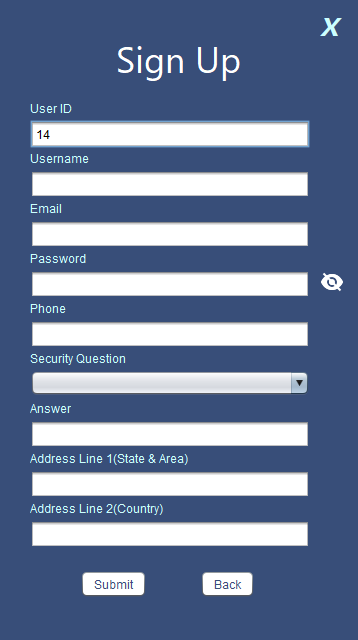 X
Sign Up
User ID
14
Username
Email
Password
Phone
Security Question
Answer
Address Line 1(State & Area)
Address Line 2(Country)
Submit Back